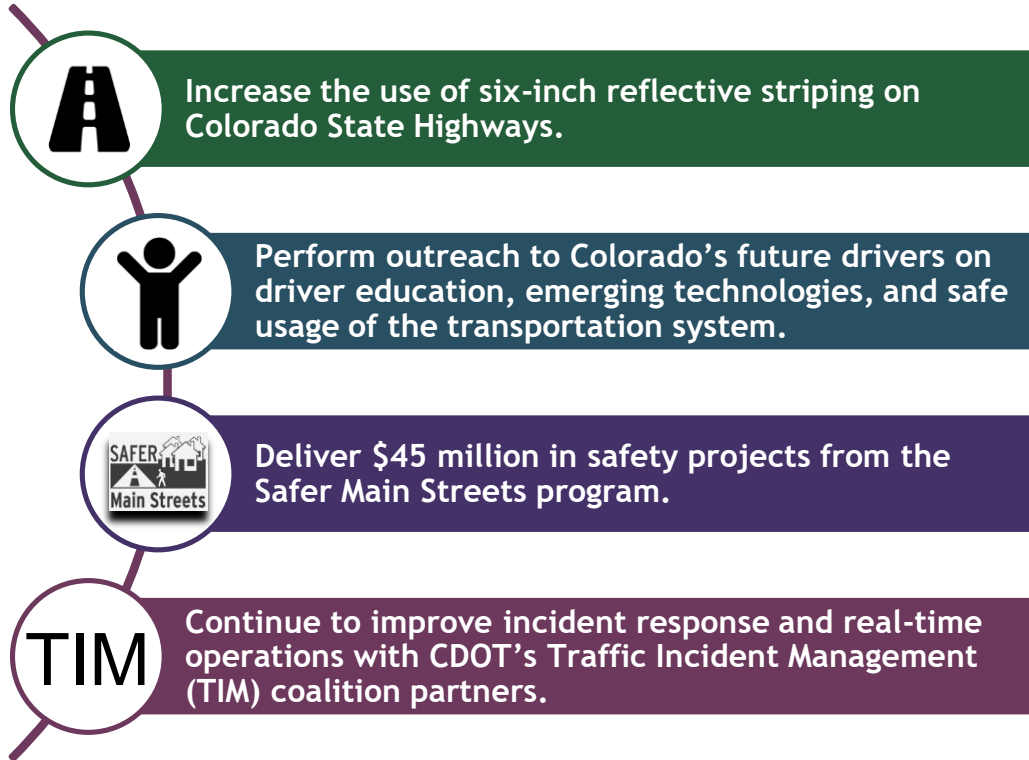 Increase the use of six-inch reflective striping on
Colorado State Highways.
Perform outreach to Colorado’s future drivers on
driver education, emerging technologies, and safe
usage of the transportation system.
SAFER
Main Streets
Deliver $45 million in safety projects from the
Safer Main Streets program.
TIM
Continue to improve incident response and real-time
operations with CDOT’s Traffic Incident Management
(TIM) coalition partners.